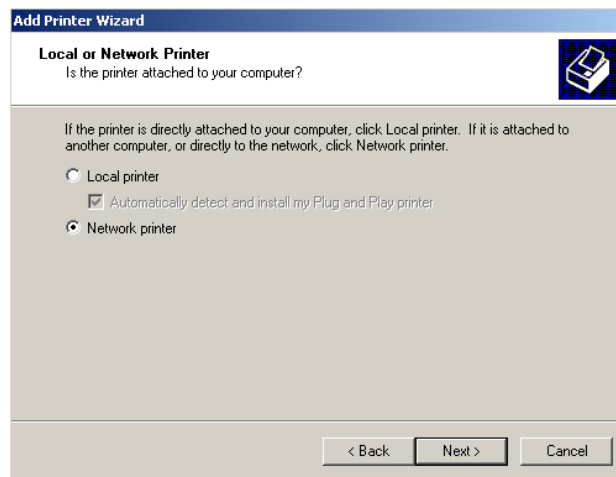 Add Printer Wizard
Local or Network Printer
Is the printer attached to your computer?
If the printer is directly attached to your computer, click Local printer. If it is attached to
another computer, or directly to the network, click Network printer.
Local printer
Automatically detect and install my Plug and Play printer
Network printer
< Back Next > Cancel